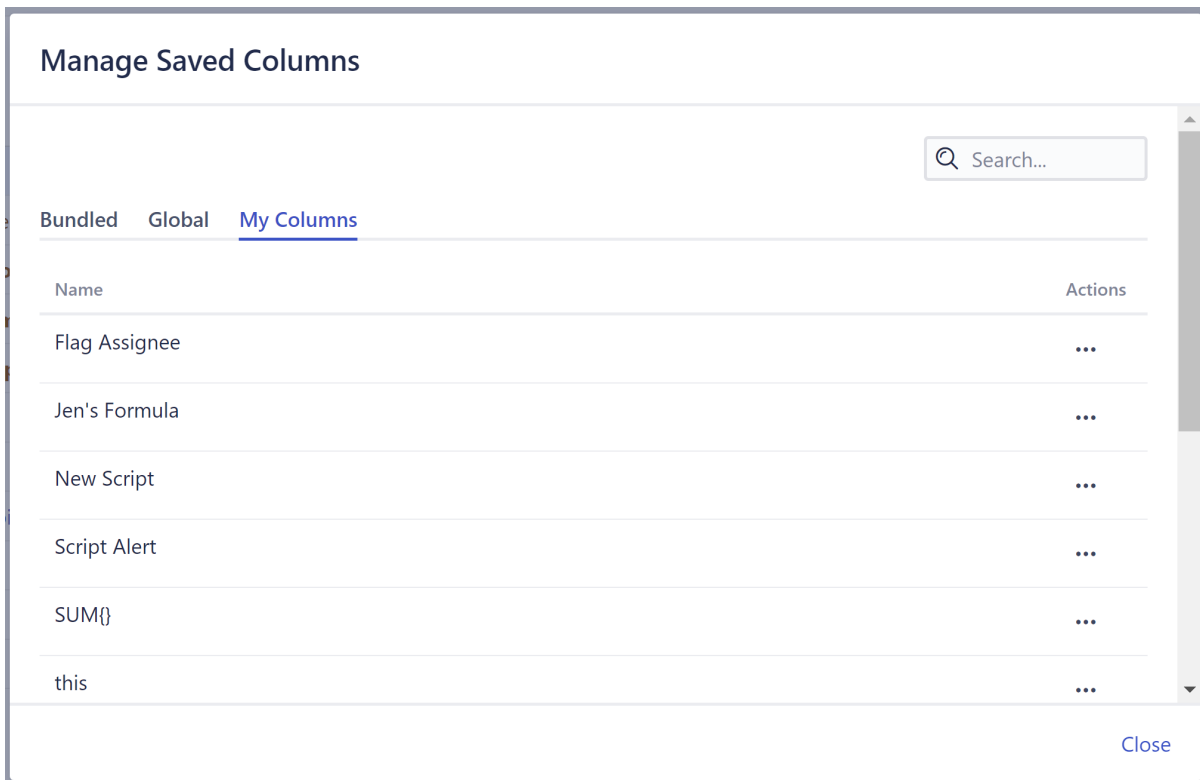 Manage Saved Columns
Search...
Bundled Global My Columns
Name Actions
Flag Assignee
Jen's Formula
New Script
Script Alert
SUM{}
this
Close